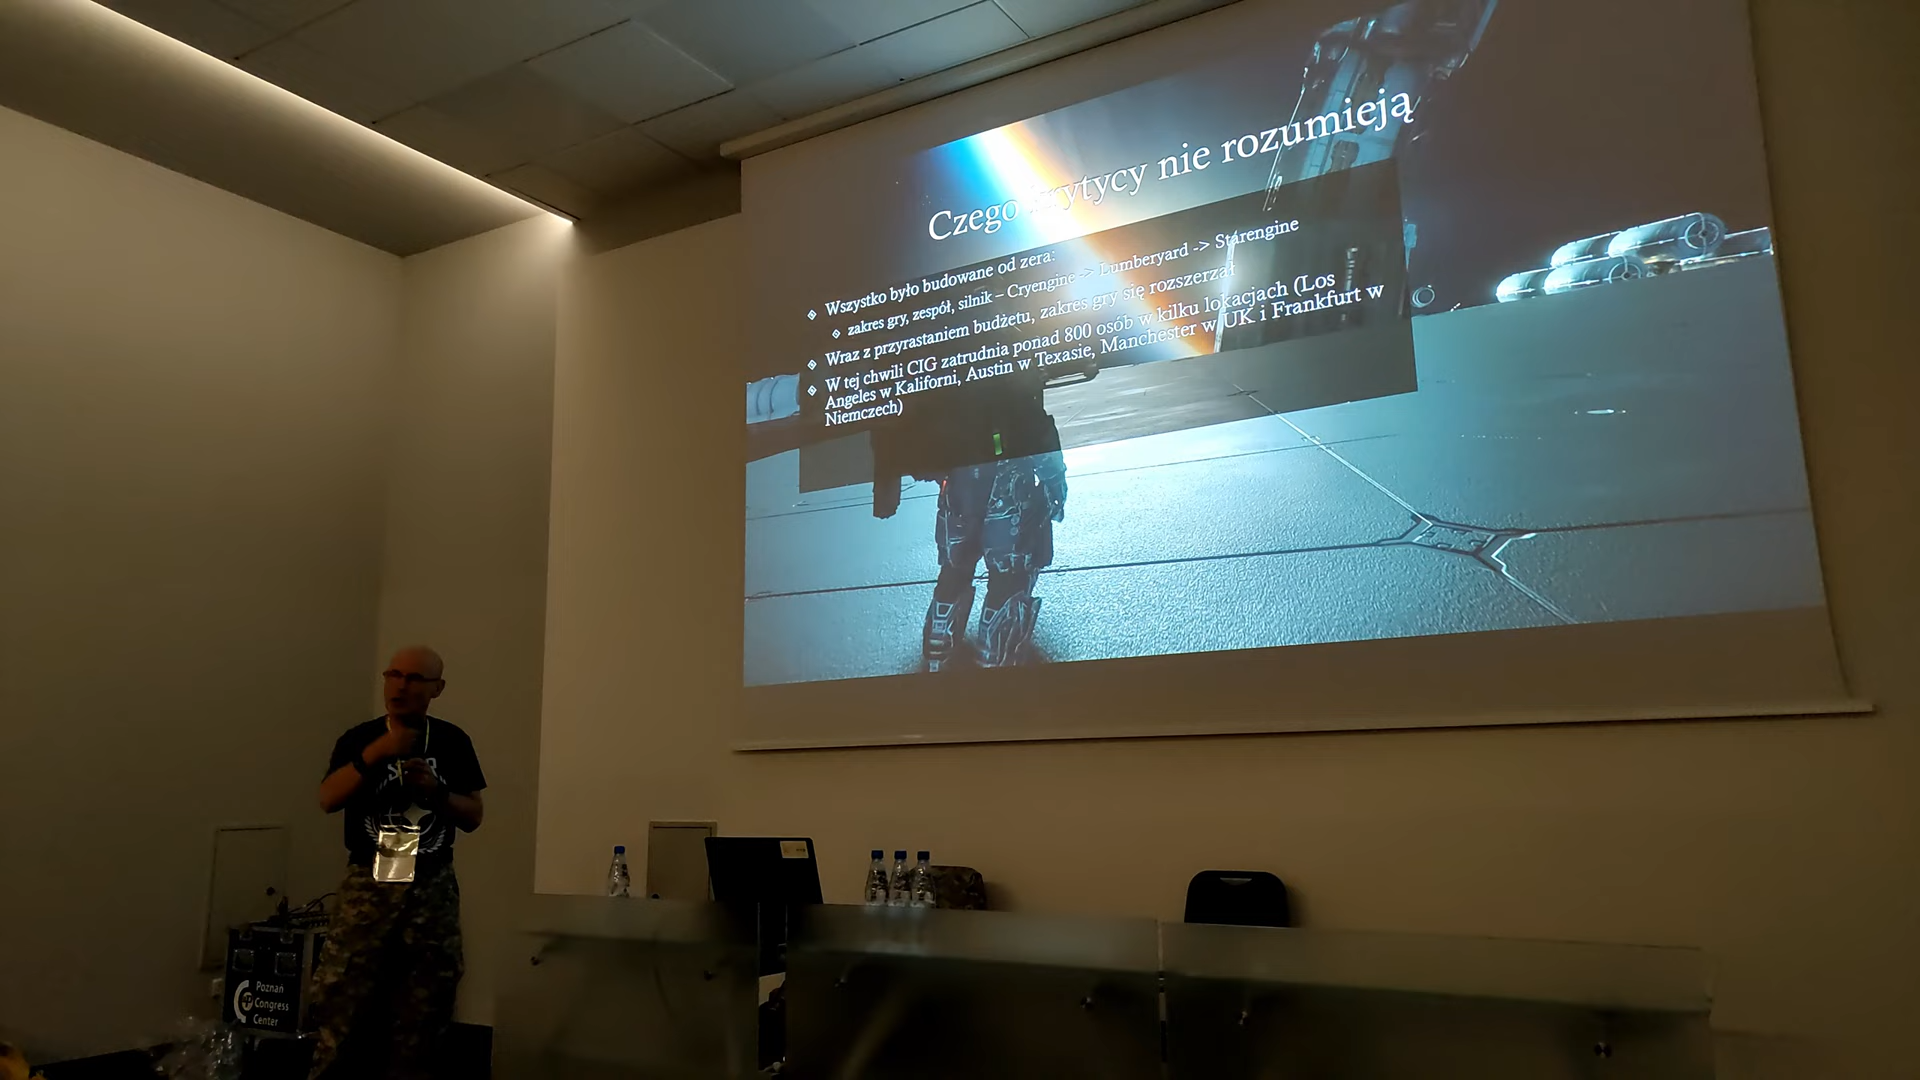 Czego krytycy nie rozumieją
Wszystko było budowane od zera:
zakres gry, zespół, silnik – Cryengine -> Lumberyard -> Starengine
Wraz z przyrastaniem budżetu, zakres gry się rozszerzał
W tej chwili CIG zatrudnia ponad 800 osób w kilku lokacjach (Los
Angeles w Kaliforni, Austin w Texasie, Manchester w UK i Frankfurt w
Niemczech)
Poznań
Congress
Center